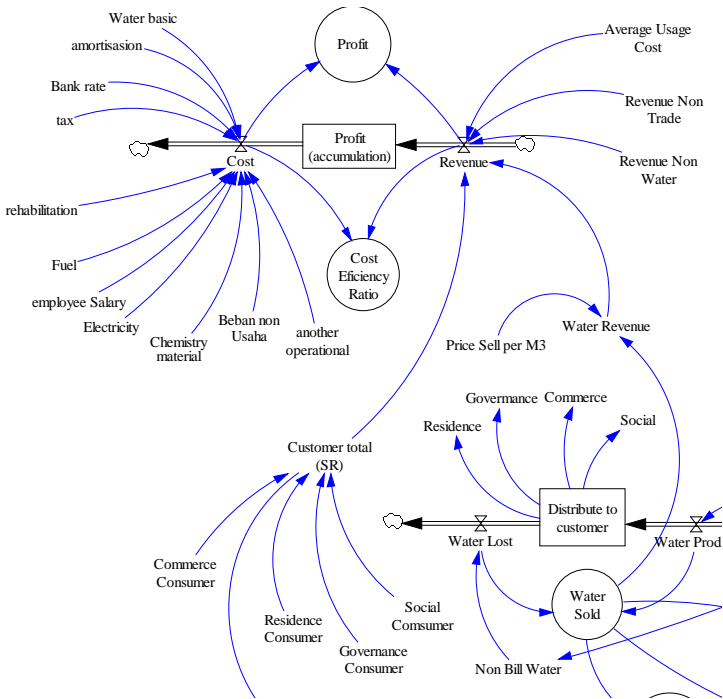 Water basic
amortisasion
Bank rate
tax
Profit
Average Usage
Cost
Revenue Non
Trade
Revenue Non
Water
Profit
(accumulation)
Cost
Revenue
rehabilitation
Fuel
employee Salary
Electricity
Chemistry
material
Beban non
Usaha
another
operational
Cost
Eficiency
Ratio
Price Sell per M3
Water Revenue
Governance
Commerce
Residence
Social
Customer total
(SR)
Distribute to
customer
Water Lost
Water Prod
Commerce
Consumer
Residence
Consumer
Governance
Consumer
Social
Comsumer
Water
Sold
Non Bill Water